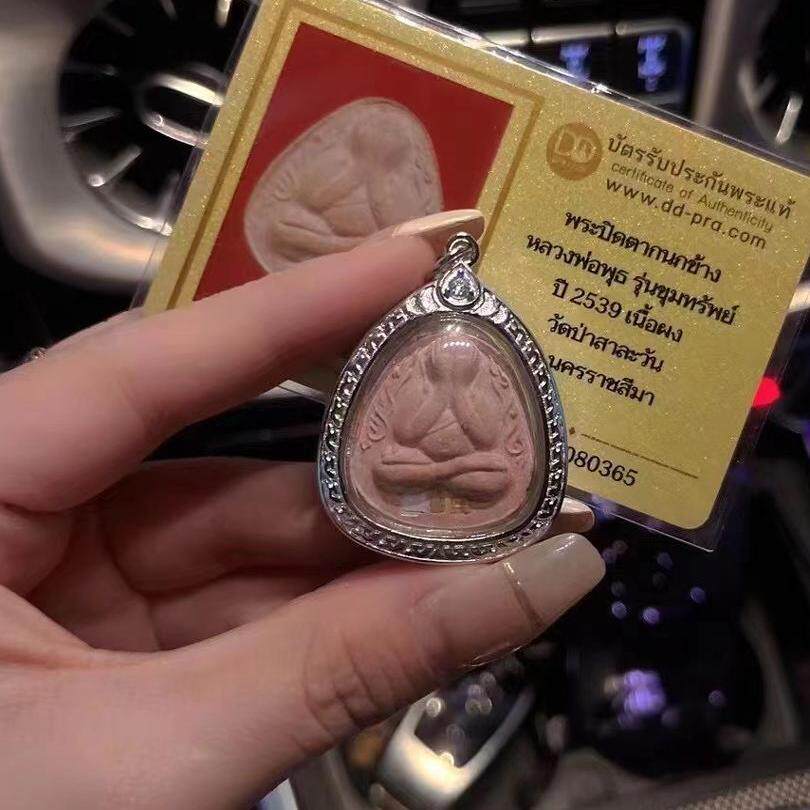 DD
บัตรรับประกันพระแท้
certificate of Authenticity
www.dd-pra.com
พระปิดตากนกข้าง
หลวงพ่อพุธ รุ่นขุมทรัพย์
ปี 2539 เนื้อผง
วัดป่าสาละวัน
นครราชสีมา
080365